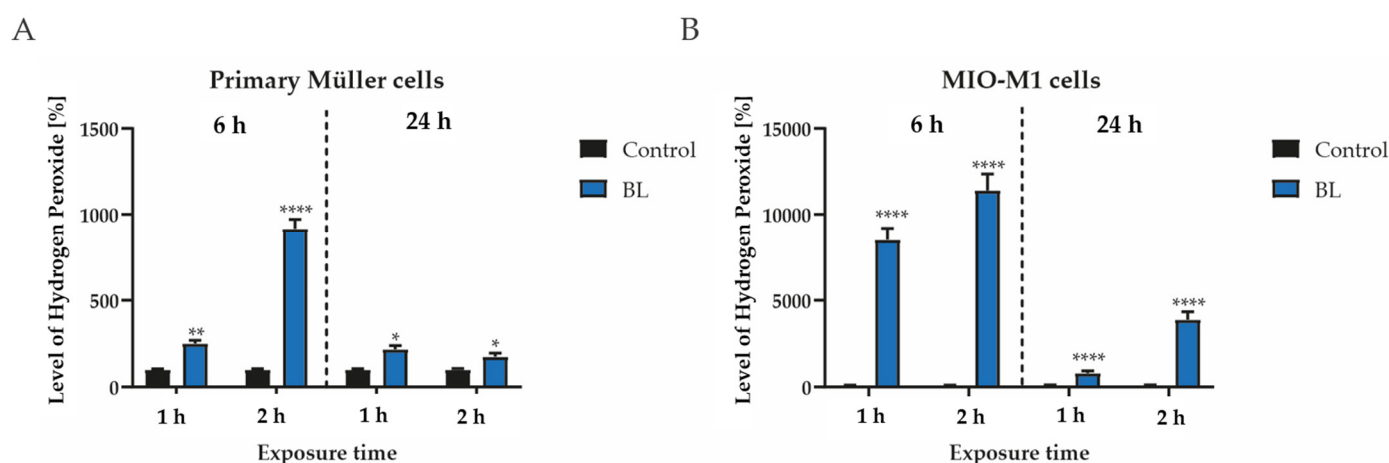 A
Primary Müller cells
Level of Hydrogen Peroxide [%]
6 h
24 h
1500
1000
500
0
**
****
*
*
1 h
2 h
1 h
2 h
Exposure time
Control
BL
B
MIO-M1 cells
Level of Hydrogen Peroxide [%]
6 h
24 h
15000
10000
5000
0
****
****
****
****
1 h
2 h
1 h
2 h
Exposure time
Control
BL